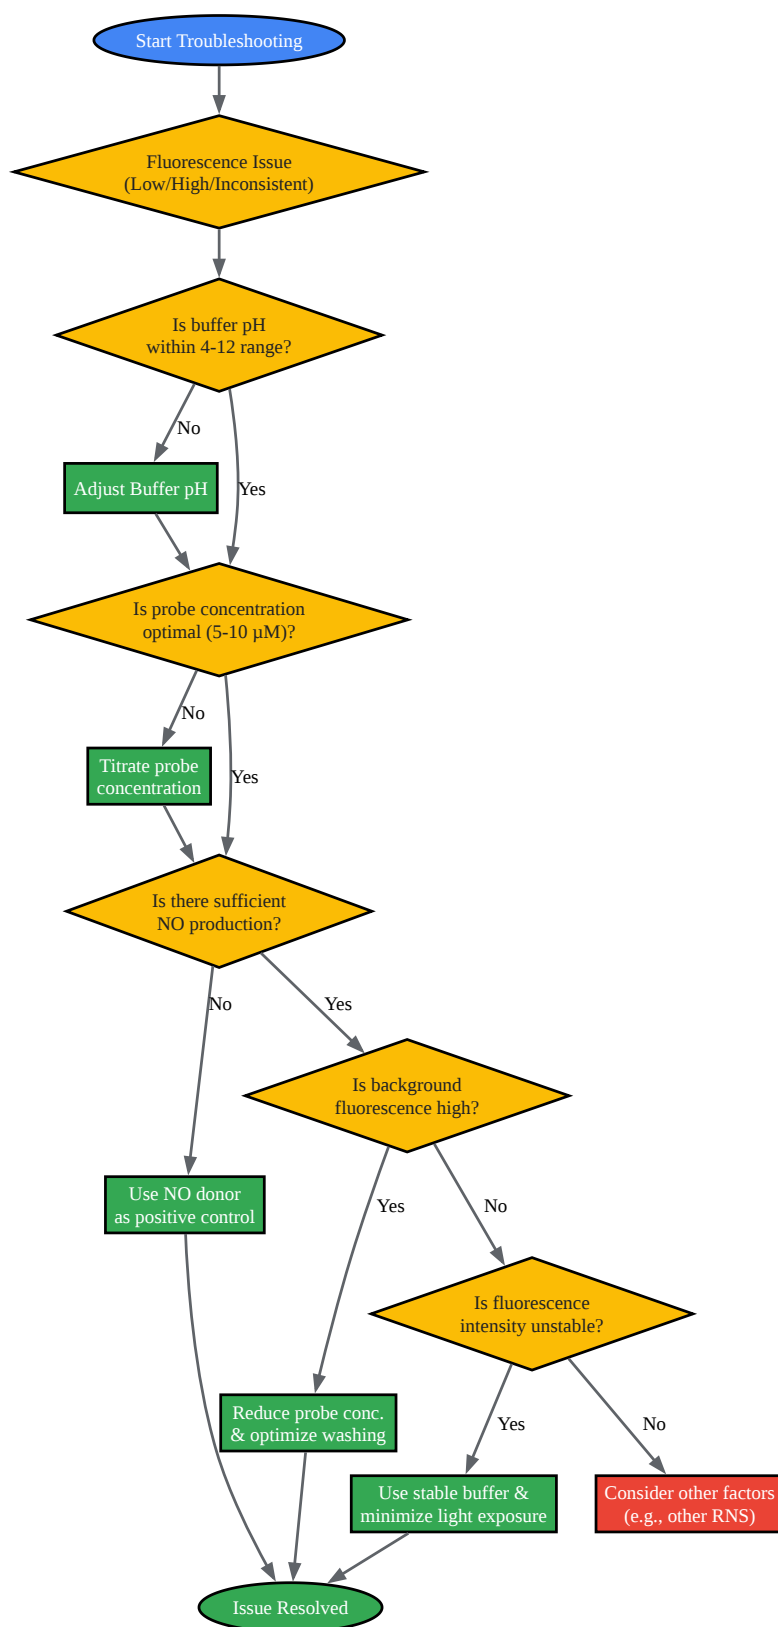 Start Troubleshooting
Fluorescence Issue
(Low/High/Inconsistent)
Is buffer pH
within 4-12 range?
No
Adjust Buffer pH
Yes
Is probe concentration
optimal (5-10 µM)?
No
Titrate probe
concentration
Yes
Is there sufficient
NO production?
No
Yes
Is background
fluorescence high?
Use NO donor
as positive control
Yes
No
Is fluorescence
intensity unstable?
Reduce probe conc.
& optimize washing
Yes
No
Use stable buffer &
minimize light exposure
Consider other factors
(e.g., other RNS)
Issue Resolved